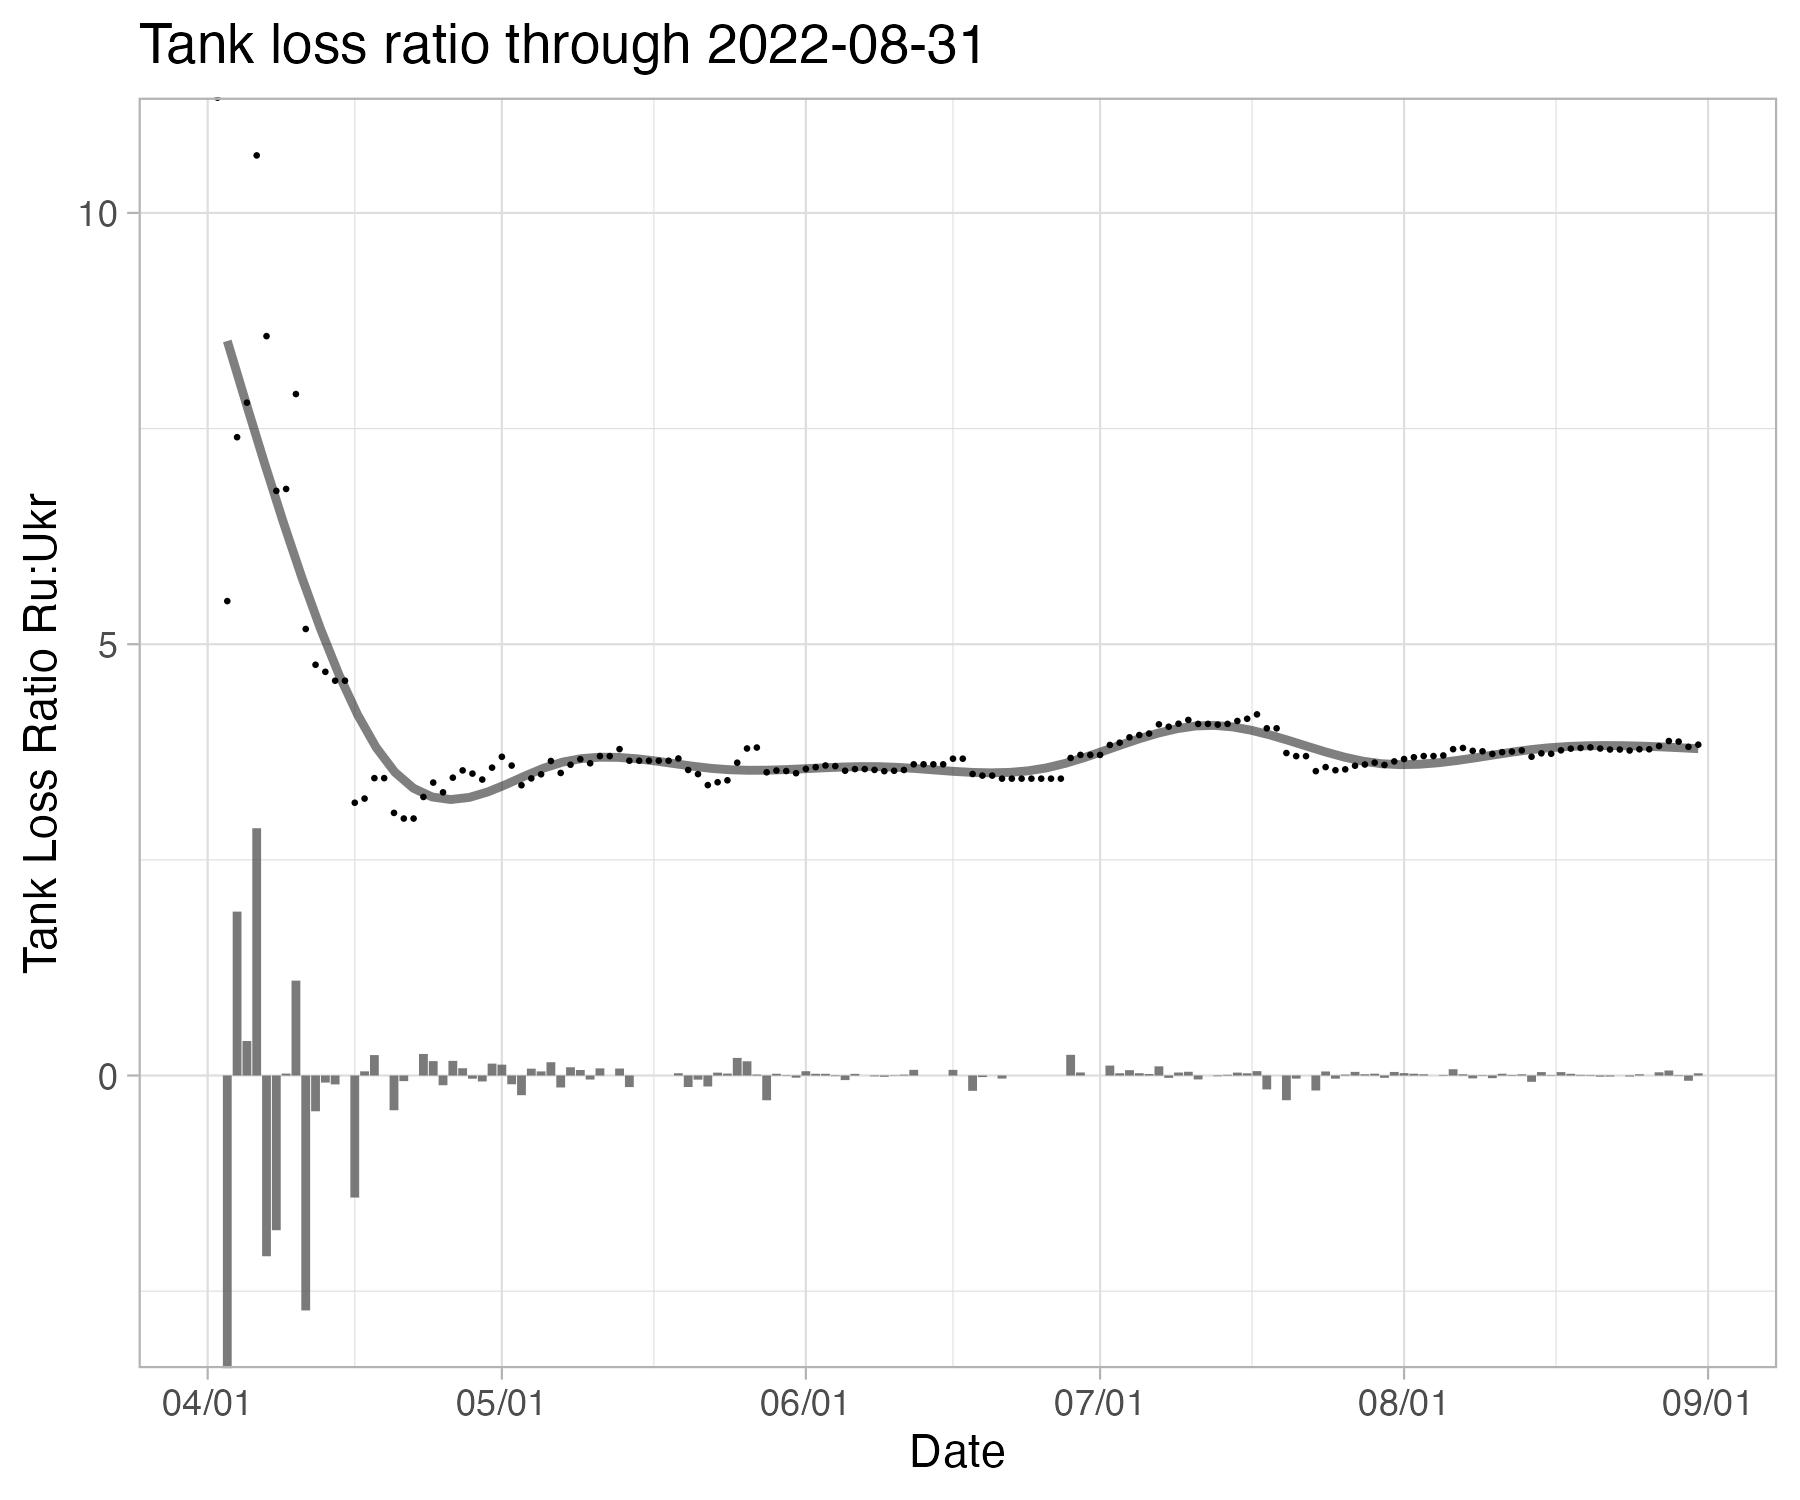 Tank loss ratio through 2022-08-31
Tank Loss Ratio Ru:Ukr
10
5
0
04/01 05/01 06/01 07/01 08/01 09/01
Date